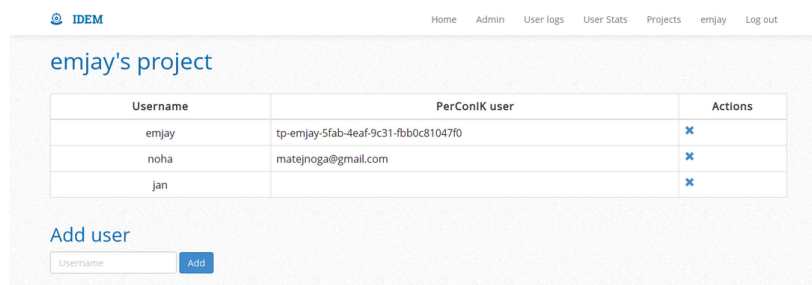 IDEM Home Admin User logs User Stats Projects emjay Log out
emjay's project
Username PerConIK user Actions
emjay tp-emjay-5fab-4eaf-9c31-fbb0c81047f0
noha matejnoga@gmail.com
jan
Add user
Username Add